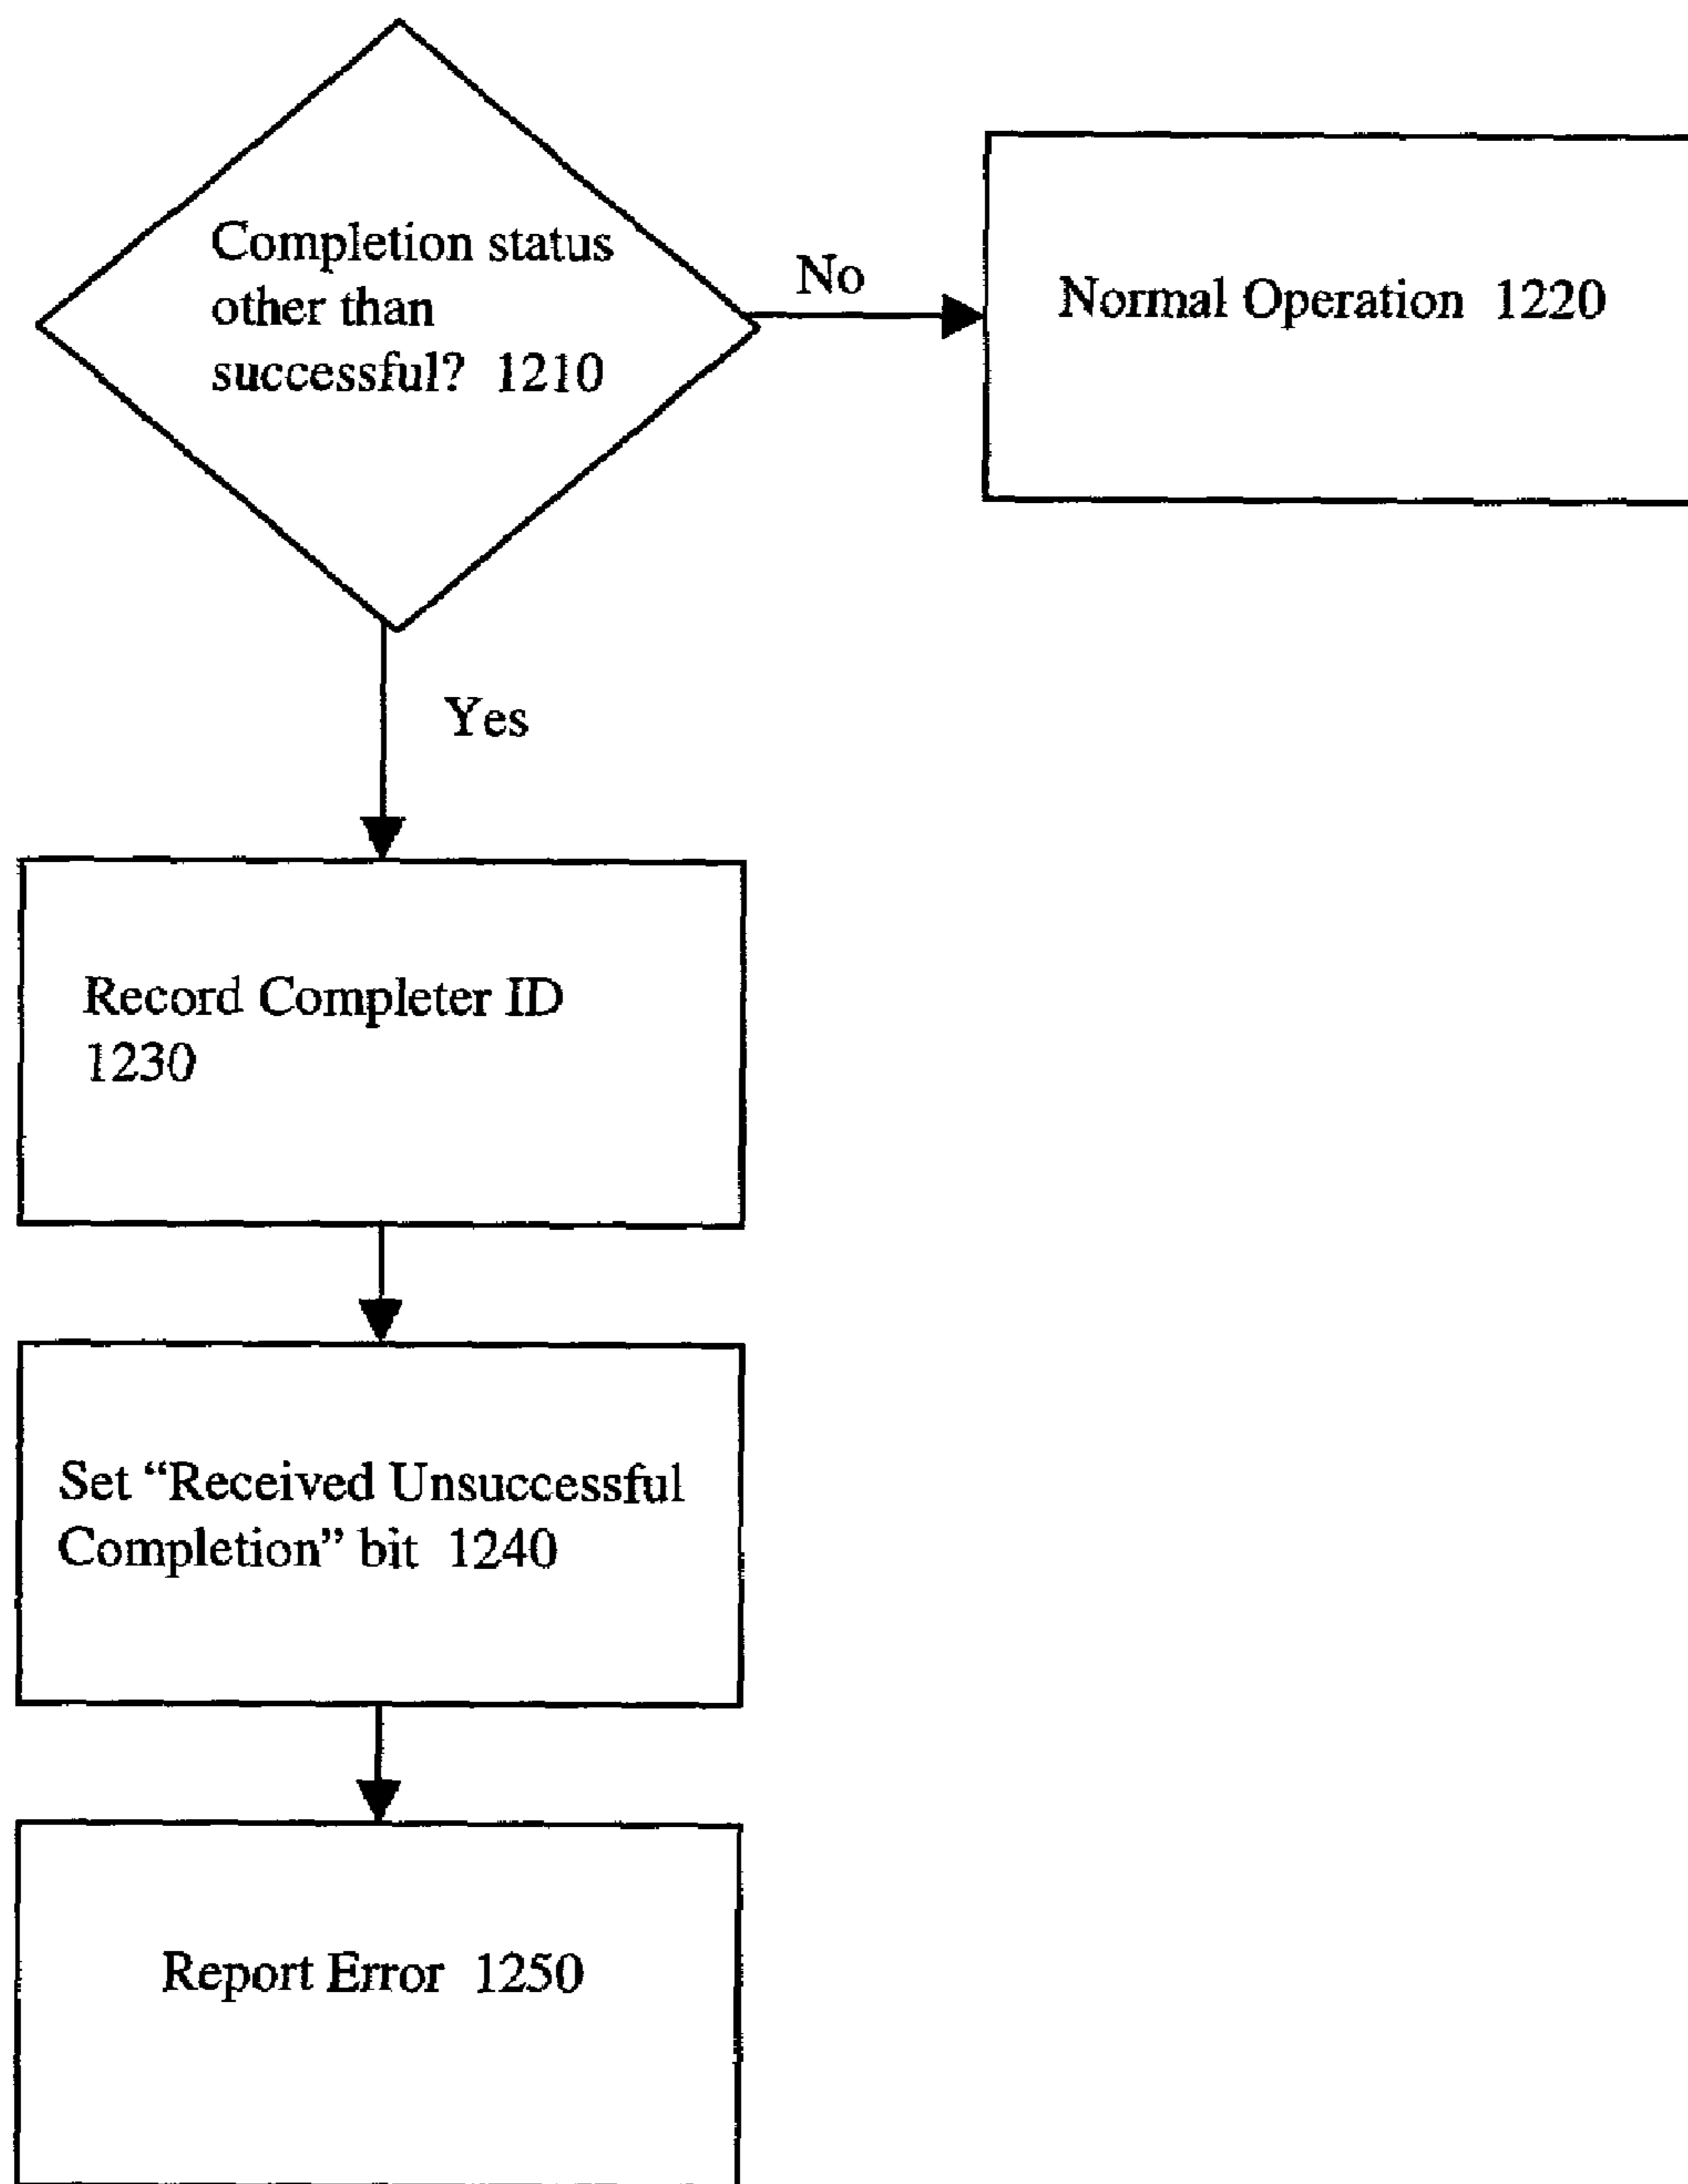 Completion status
other than
successful? 1210
No
Normal Operation 1220
Yes
Record Completer ID
1230
Set “Received Unsuccessful
Completion” bit 1240
Report Error 1250